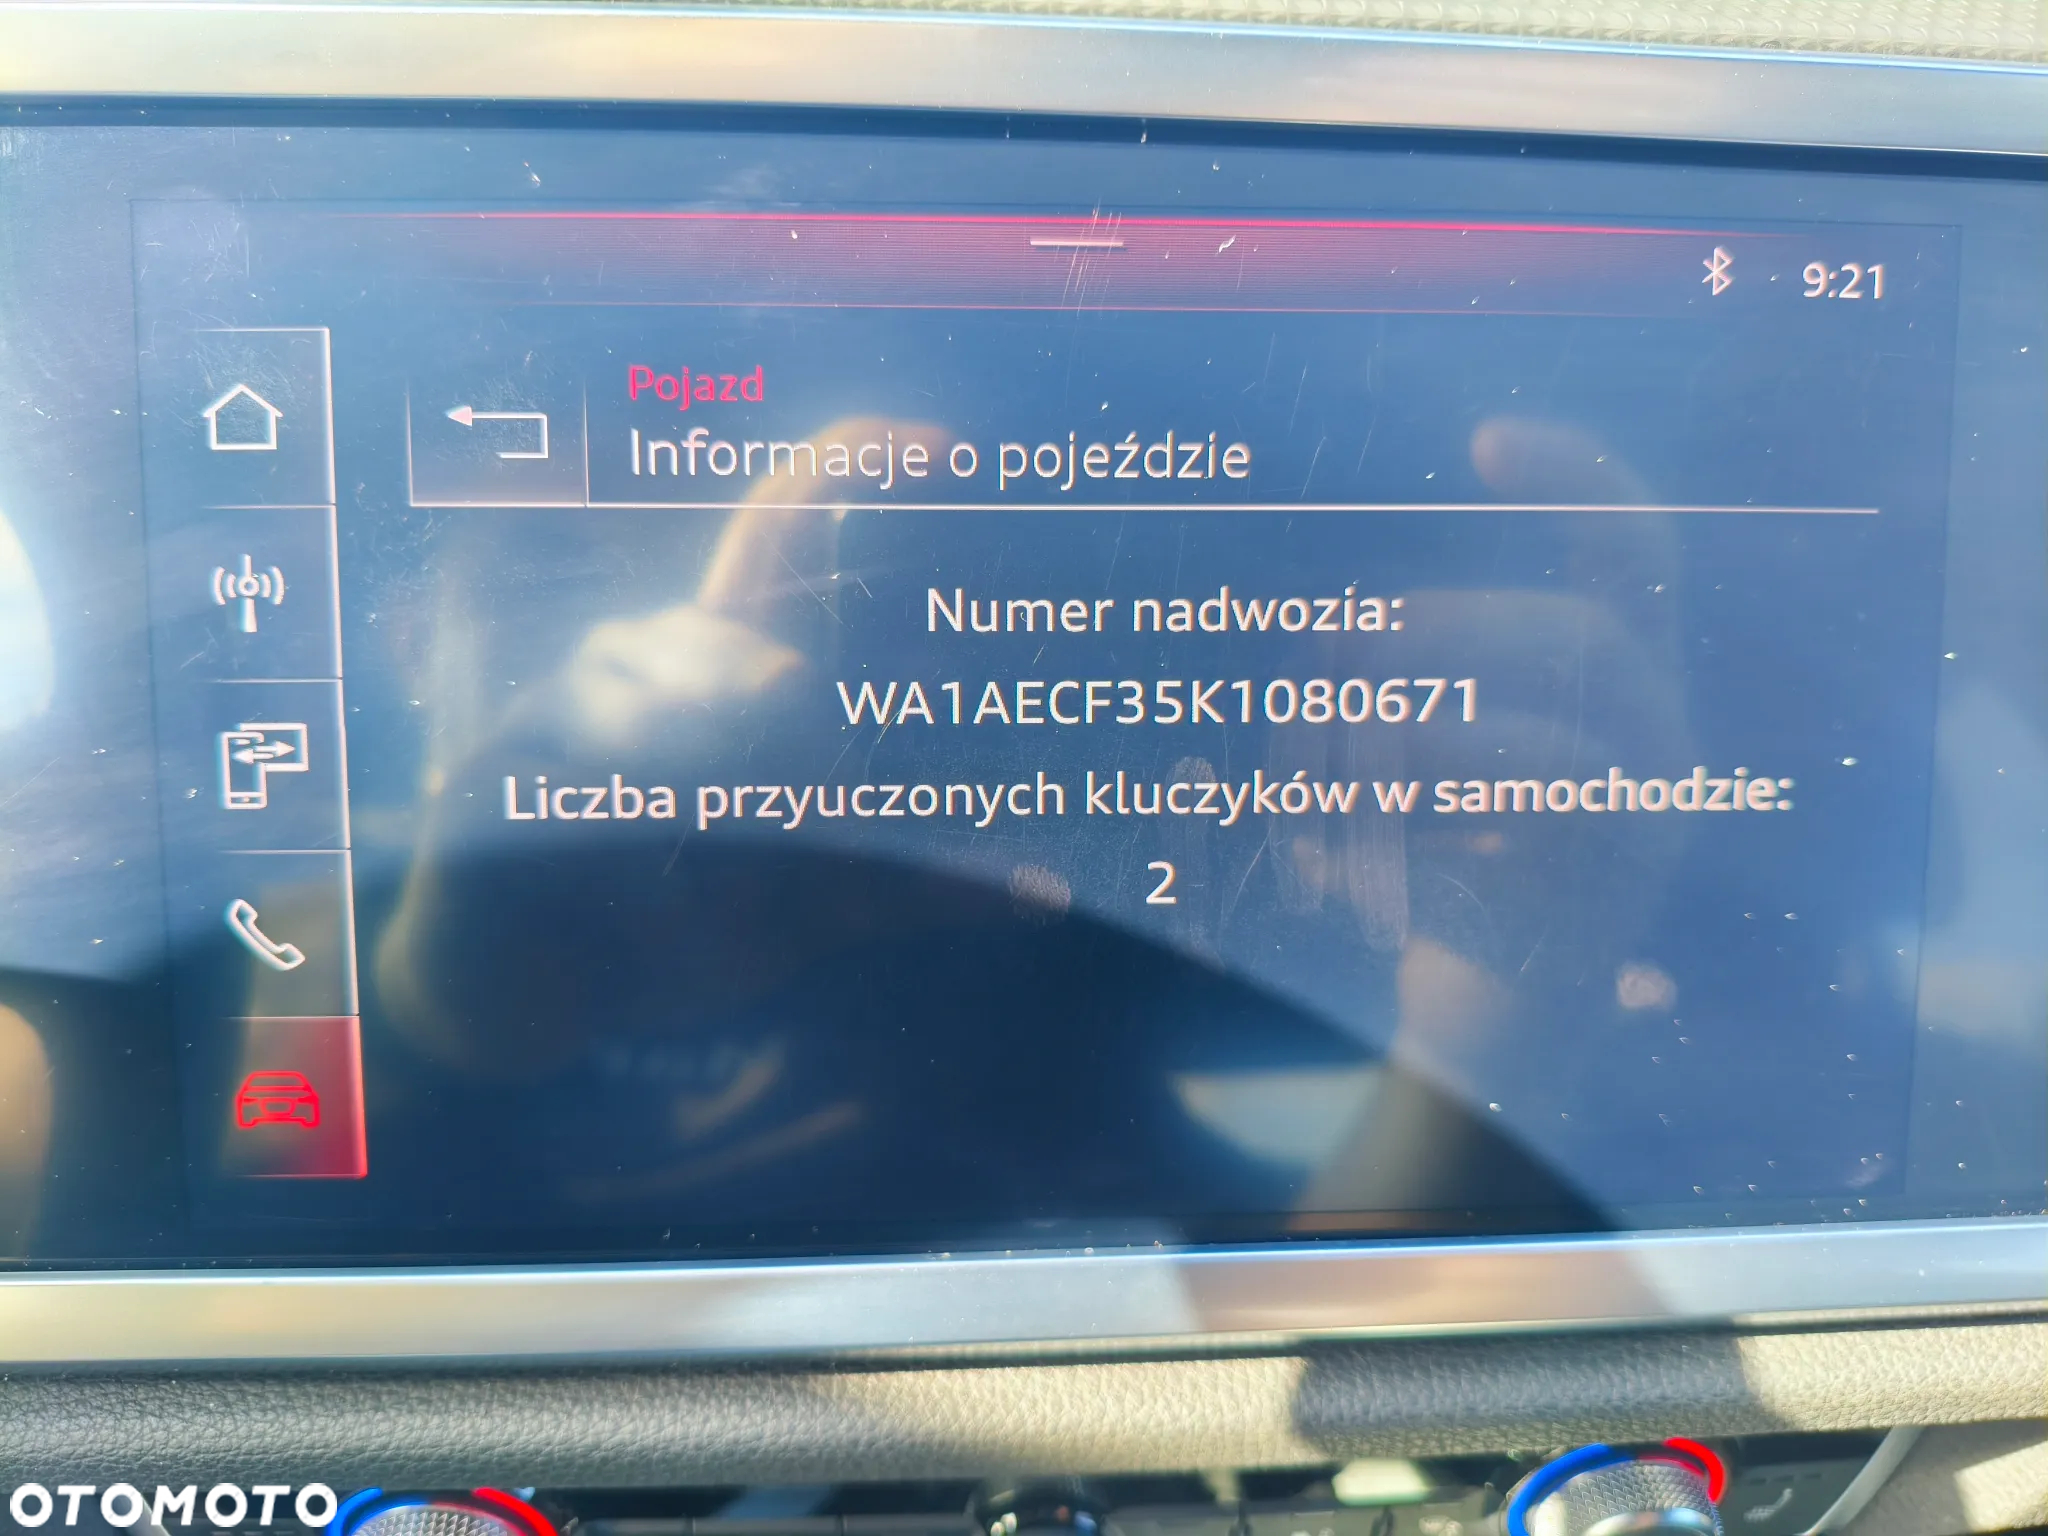 9:21
Pojazd
Informacje o pojeździe
Numer nadwozia:
WA1AECF35K1080671
Liczba przyuczonych kluczyków w samochodzie:
2
OTOMOTO